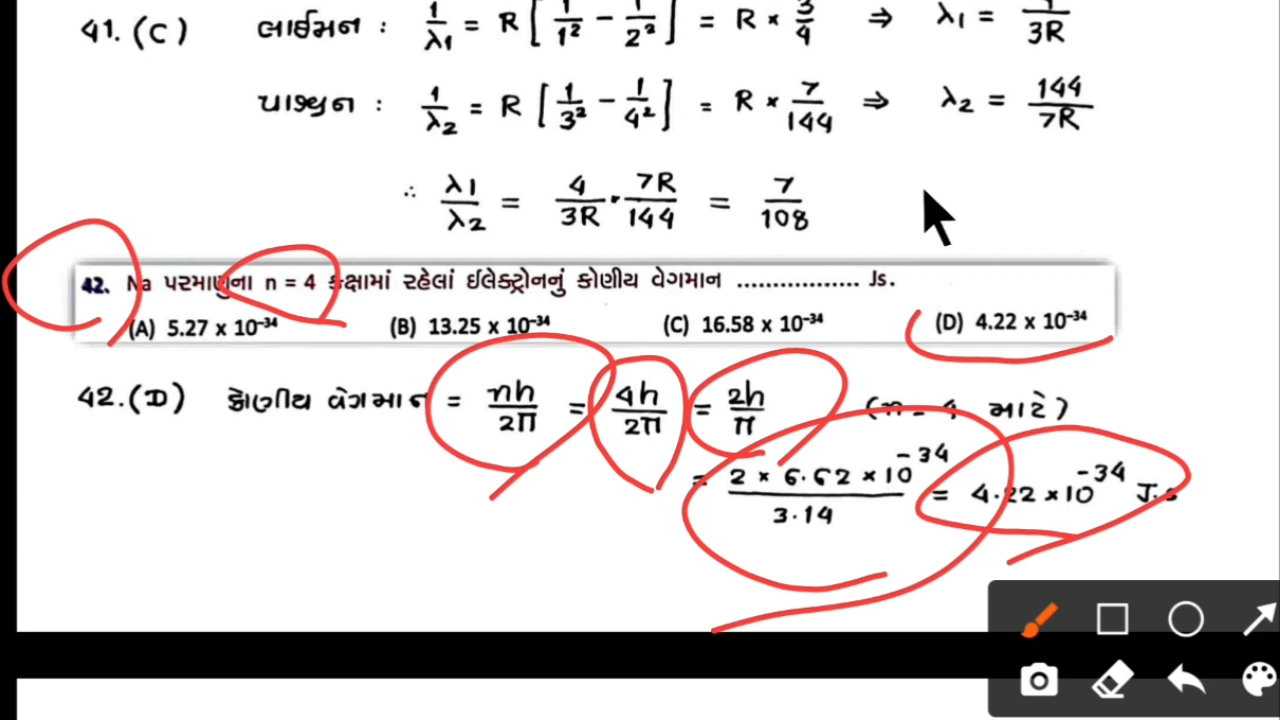 41. (C) લાઈમન : 1/λ1 = R [ 1/1² − 1/2² ] = R × 3/4 ⇒ λ1 = 4/3R
પાશ્ચન : 1/λ2 = R [ 1/3² − 1/4² ] = R × 7/144 ⇒ λ2 = 144/7R
∴ λ1/λ2 = 4/3R · 7R/144 = 7/108
42. Na પરમાણુના n = 4 કક્ષામાં રહેલાં ઈલેક્ટ્રોનનું કોણીય વેગમાન ................. Js.
(A) 5.27 x 10⁻³⁴ (B) 13.25 x 10⁻³⁴ (C) 16.58 x 10⁻³⁴ (D) 4.22 x 10⁻³⁴
42. (D) કોણીય વેગમાન = nh/2π = 4h/2π = 2h/π (n = 4 માટે)
= 2 × 6.62 × 10⁻³⁴ / 3.14 = 4.22 × 10⁻³⁴ J.s